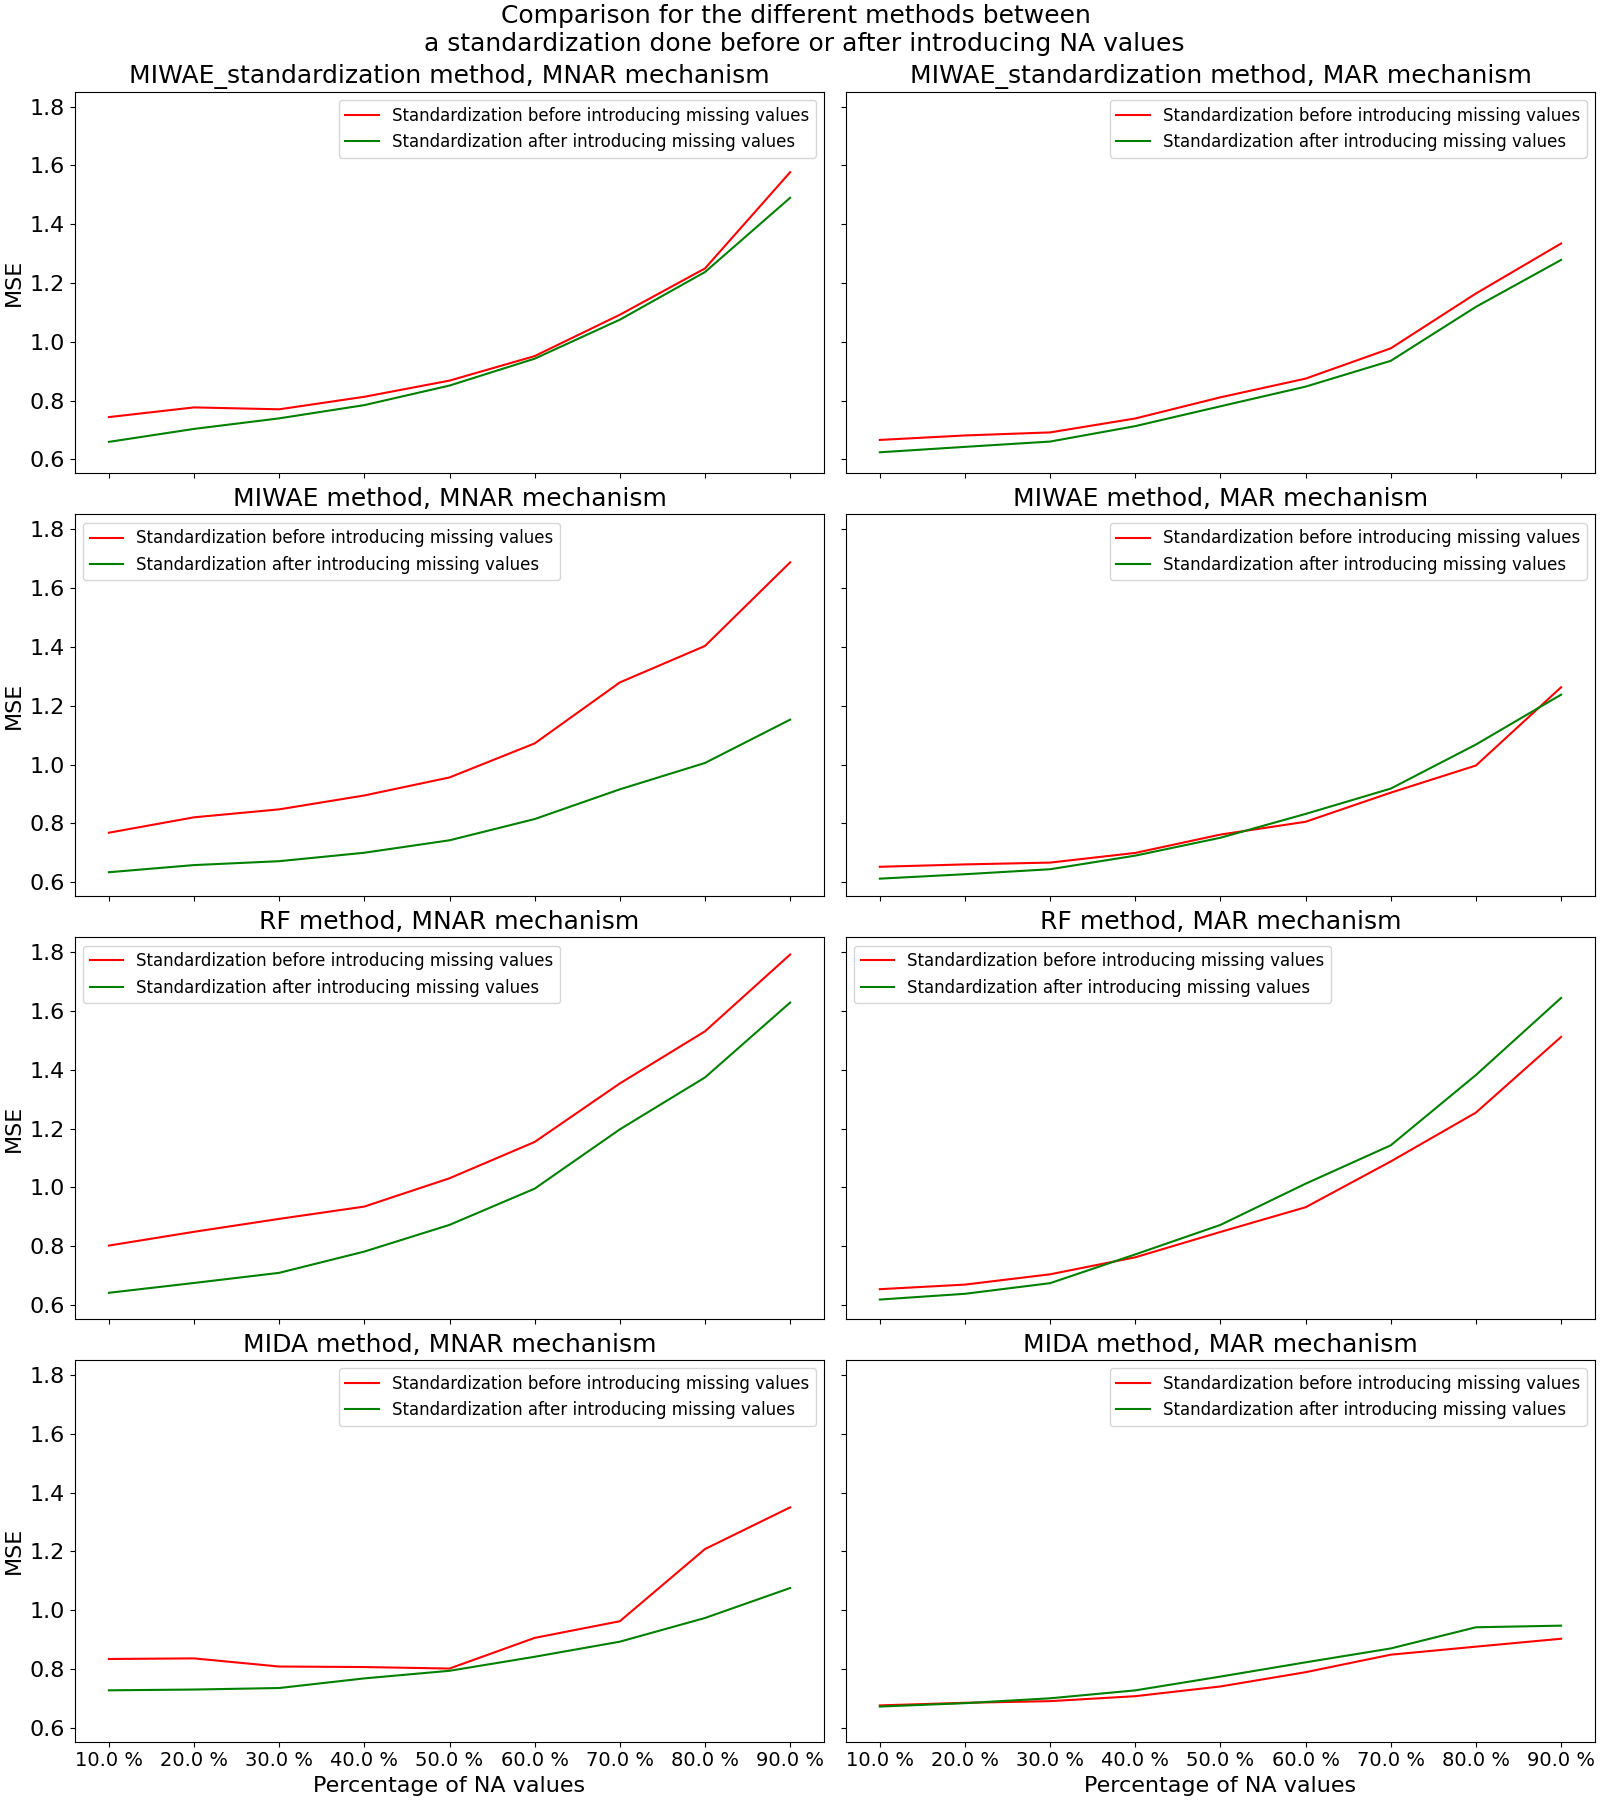 Comparison for the different methods between
a standardization done before or after introducing NA values
MIWAE_standardization method, MNAR mechanism
1.8
1.6
1.4
1.2
1.0
0.8
0.6
MSE
Standardization before introducing missing values
Standardization after introducing missing values
MIWAE_standardization method, MAR mechanism
Standardization before introducing missing values
Standardization after introducing missing values
MIWAE method, MNAR mechanism
1.8
1.6
1.4
1.2
1.0
0.8
0.6
MSE
Standardization before introducing missing values
Standardization after introducing missing values
MIWAE method, MAR mechanism
Standardization before introducing missing values
Standardization after introducing missing values
RF method, MNAR mechanism
1.8
1.6
1.4
1.2
1.0
0.8
0.6
MSE
Standardization before introducing missing values
Standardization after introducing missing values
RF method, MAR mechanism
Standardization before introducing missing values
Standardization after introducing missing values
MIDA method, MNAR mechanism
1.8
1.6
1.4
1.2
1.0
0.8
0.6
MSE
Standardization before introducing missing values
Standardization after introducing missing values
10.0 % 20.0 % 30.0 % 40.0 % 50.0 % 60.0 % 70.0 % 80.0 % 90.0 %
Percentage of NA values
MIDA method, MAR mechanism
Standardization before introducing missing values
Standardization after introducing missing values
10.0 % 20.0 % 30.0 % 40.0 % 50.0 % 60.0 % 70.0 % 80.0 % 90.0 %
Percentage of NA values